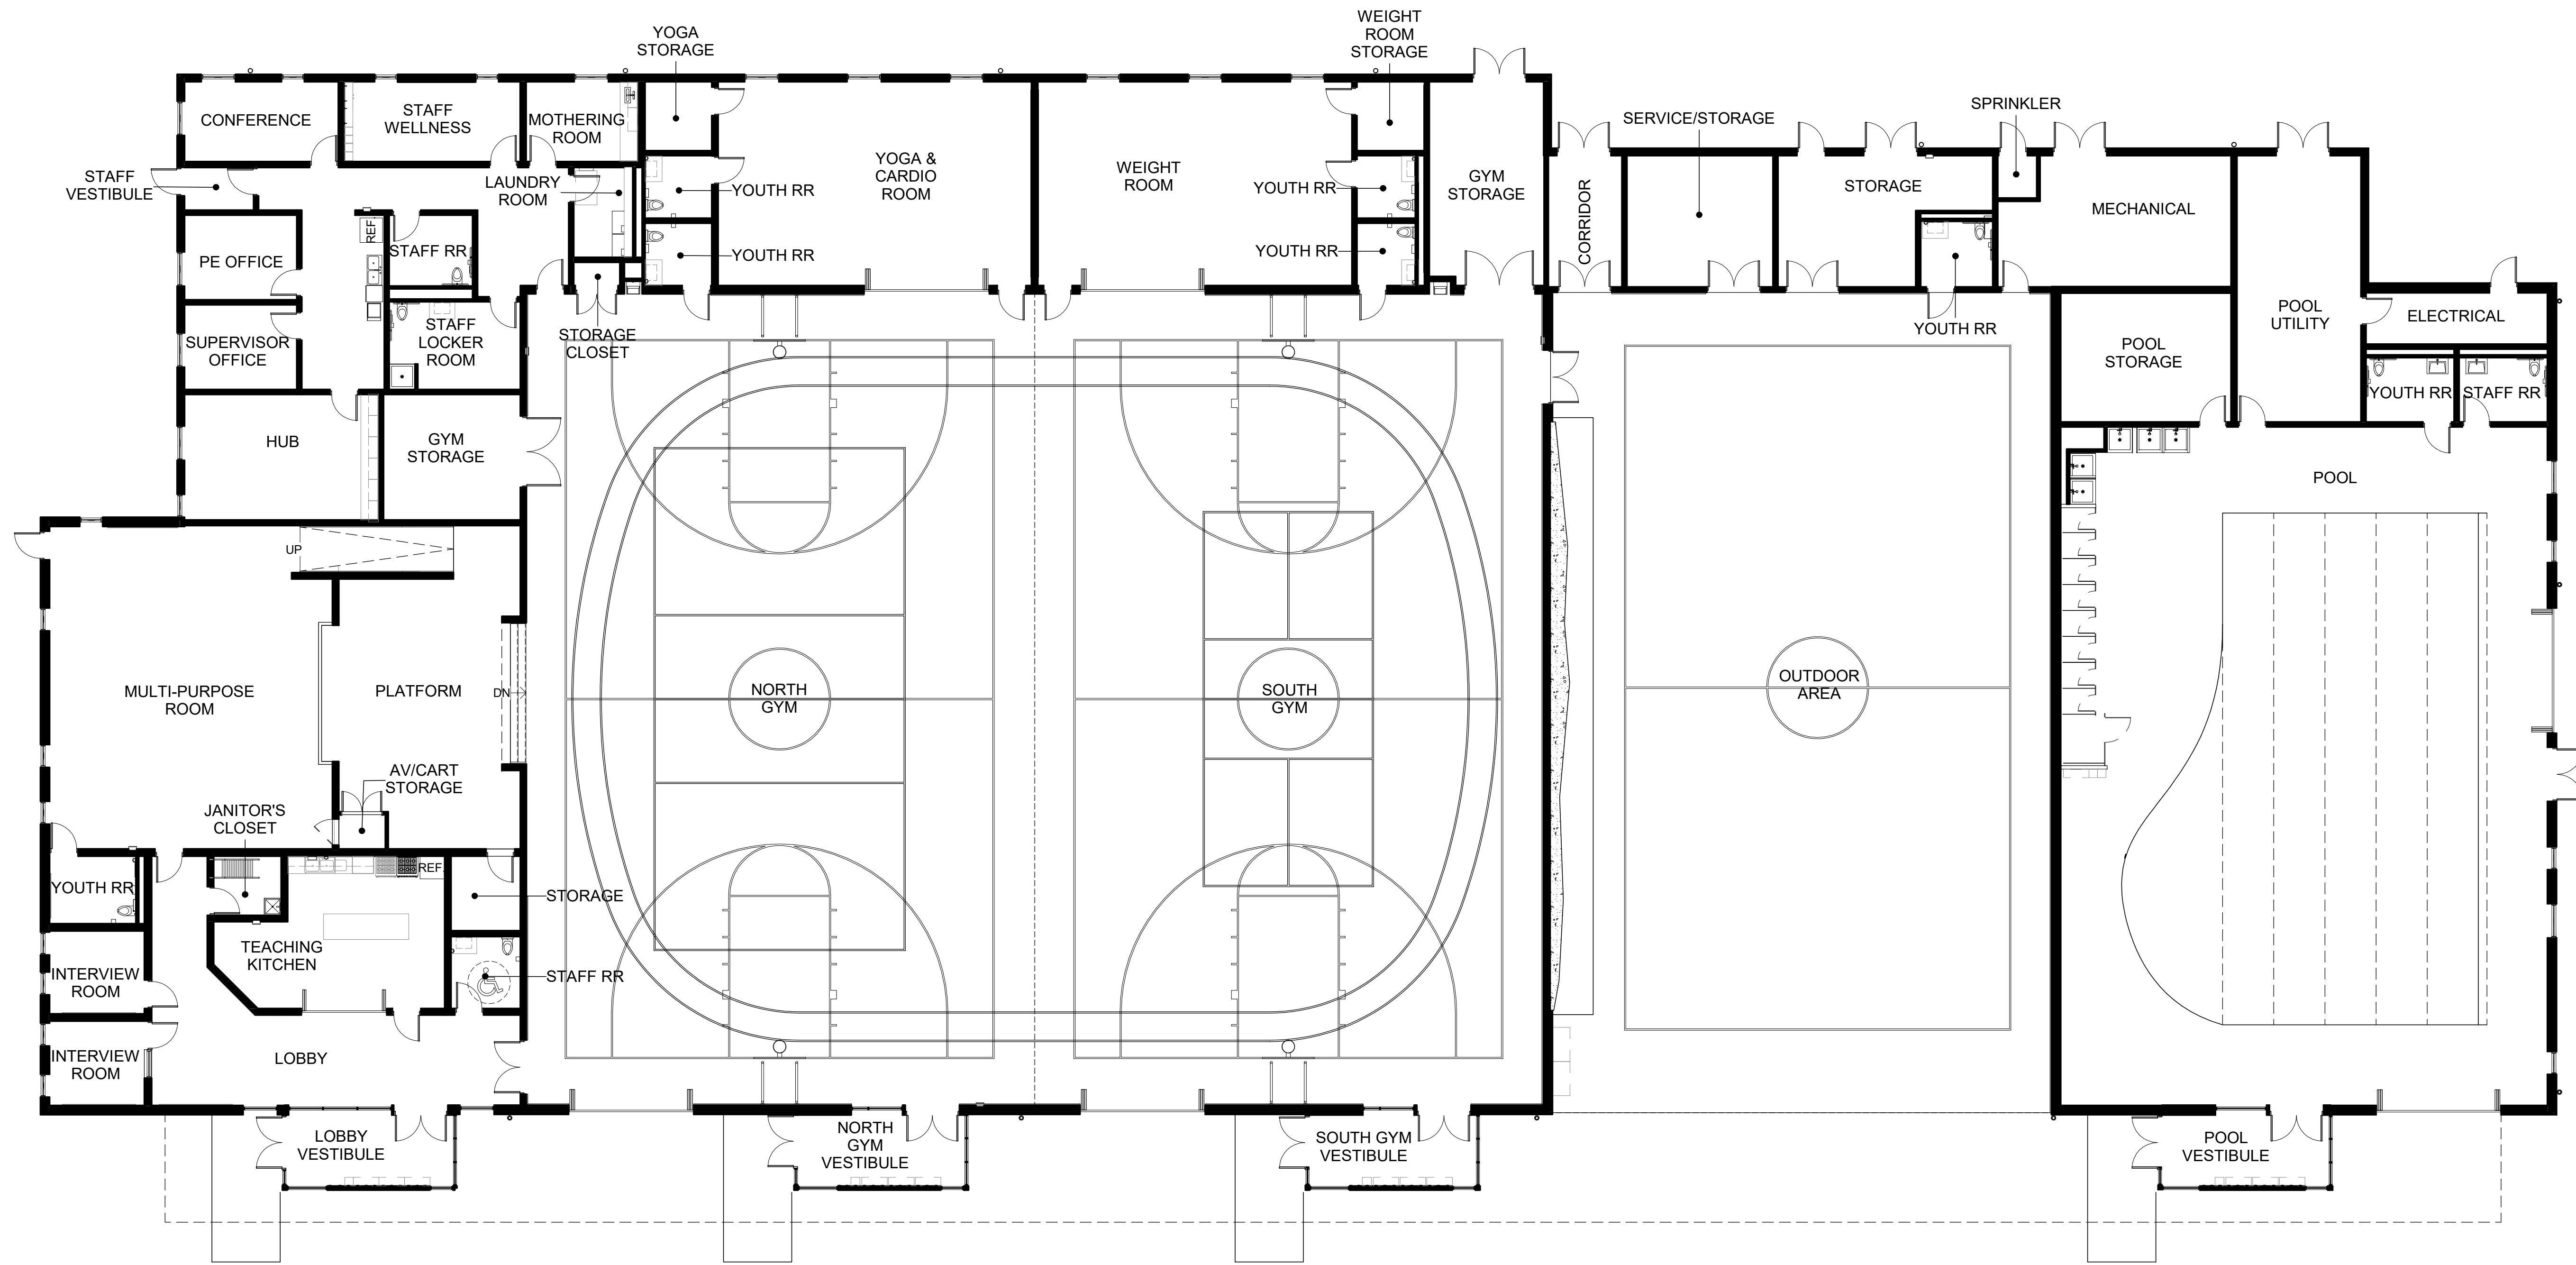 YOGA
STORAGE
WEIGHT
ROOM
STORAGE
CONFERENCE
STAFF
WELLNESS
MOTHERING
ROOM
SERVICE/STORAGE
SPRINKLER
STAFF
VESTIBULE
LAUNDRY
ROOM
YOUTH RR
YOGA &
CARDIO
ROOM
WEIGHT
ROOM
YOUTH RR
GYM
STORAGE
CORRIDOR
STORAGE
MECHANICAL
PE OFFICE
REF.
STAFF RR
YOUTH RR
YOUTH RR
SUPERVISOR
OFFICE
STAFF
LOCKER
ROOM
STORAGE
CLOSET
YOUTH RR
POOL
STORAGE
POOL
UTILITY
ELECTRICAL
YOUTH RR
STAFF RR
HUB
GYM
STORAGE
POOL
UP
MULTI-PURPOSE
ROOM
PLATFORM
DN
NORTH
GYM
SOUTH
GYM
OUTDOOR
AREA
AV/CART
STORAGE
JANITOR'S
CLOSET
YOUTH RR
REF.
STORAGE
TEACHING
KITCHEN
INTERVIEW
ROOM
STAFF RR
INTERVIEW
ROOM
LOBBY
LOBBY
VESTIBULE
NORTH
GYM
VESTIBULE
SOUTH GYM
VESTIBULE
POOL
VESTIBULE